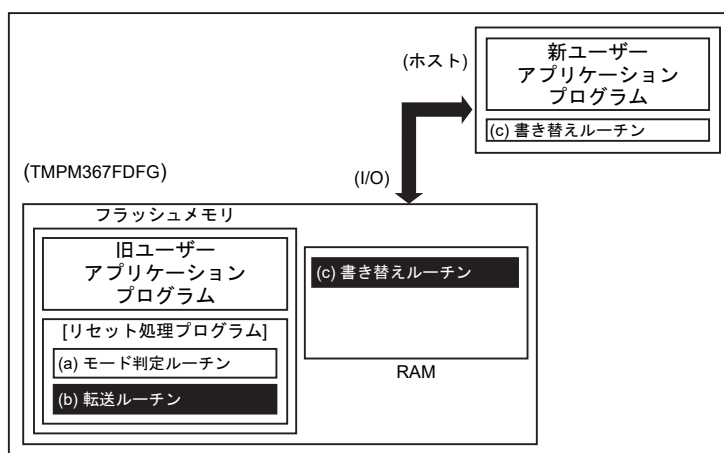 (ホスト)
新ユーザー
アプリケーション
プログラム
(c) 書き替えルーチン
(TMPM367FDFG)
(I/O)
フラッシュメモリ
旧ユーザー
アプリケーション
プログラム
[リセット処理プログラム]
(a) モード判定ルーチン
(b) 転送ルーチン
(c) 書き替えルーチン
RAM